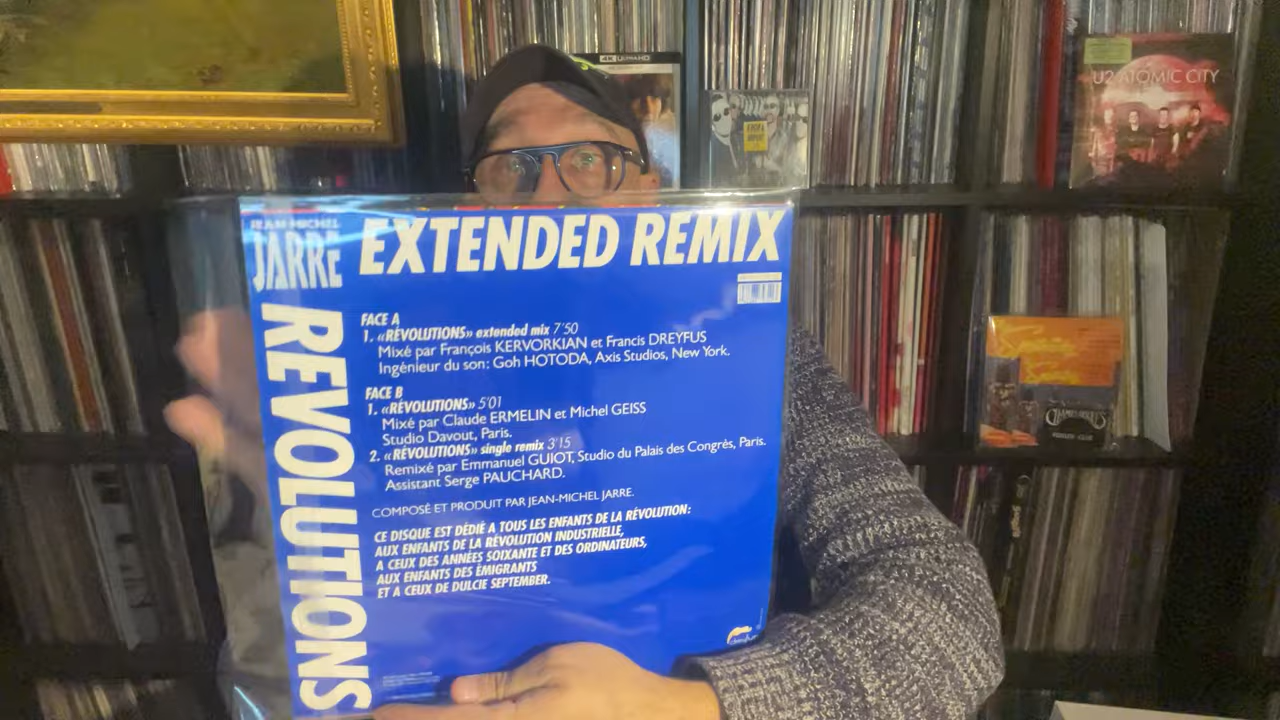 4K ULTRA HD
U2 ATOMIC CITY
JEAN-MICHEL
JARRE
EXTENDED REMIX
REVOLUTIONS
FACE A
1. «RÉVOLUTIONS» extended mix 7'50
Mixé par François KERVORKIAN et Francis DREYFUS
Ingénieur du son: Goh HOTODA, Axis Studios, New York.
FACE B
1. «RÉVOLUTIONS» 5'01
Mixé par Claude ERMELIN et Michel GEISS
Studio Davout, Paris.
2. «RÉVOLUTIONS» single remix 3'15
Remixé par Emmanuel GUIOT, Studio du Palais des Congrès, Paris.
Assistant Serge PAUCHARD.
COMPOSÉ ET PRODUIT PAR JEAN-MICHEL JARRE.
CE DISQUE EST DÉDIÉ A TOUS LES ENFANTS DE LA RÉVOLUTION:
AUX ENFANTS DE LA RÉVOLUTION INDUSTRIELLE,
A CEUX DES ANNÉES SOIXANTE ET DES ORDINATEURS,
AUX ENFANTS DES ÉMIGRANTS
ET A CEUX DE DULCIE SEPTEMBER.